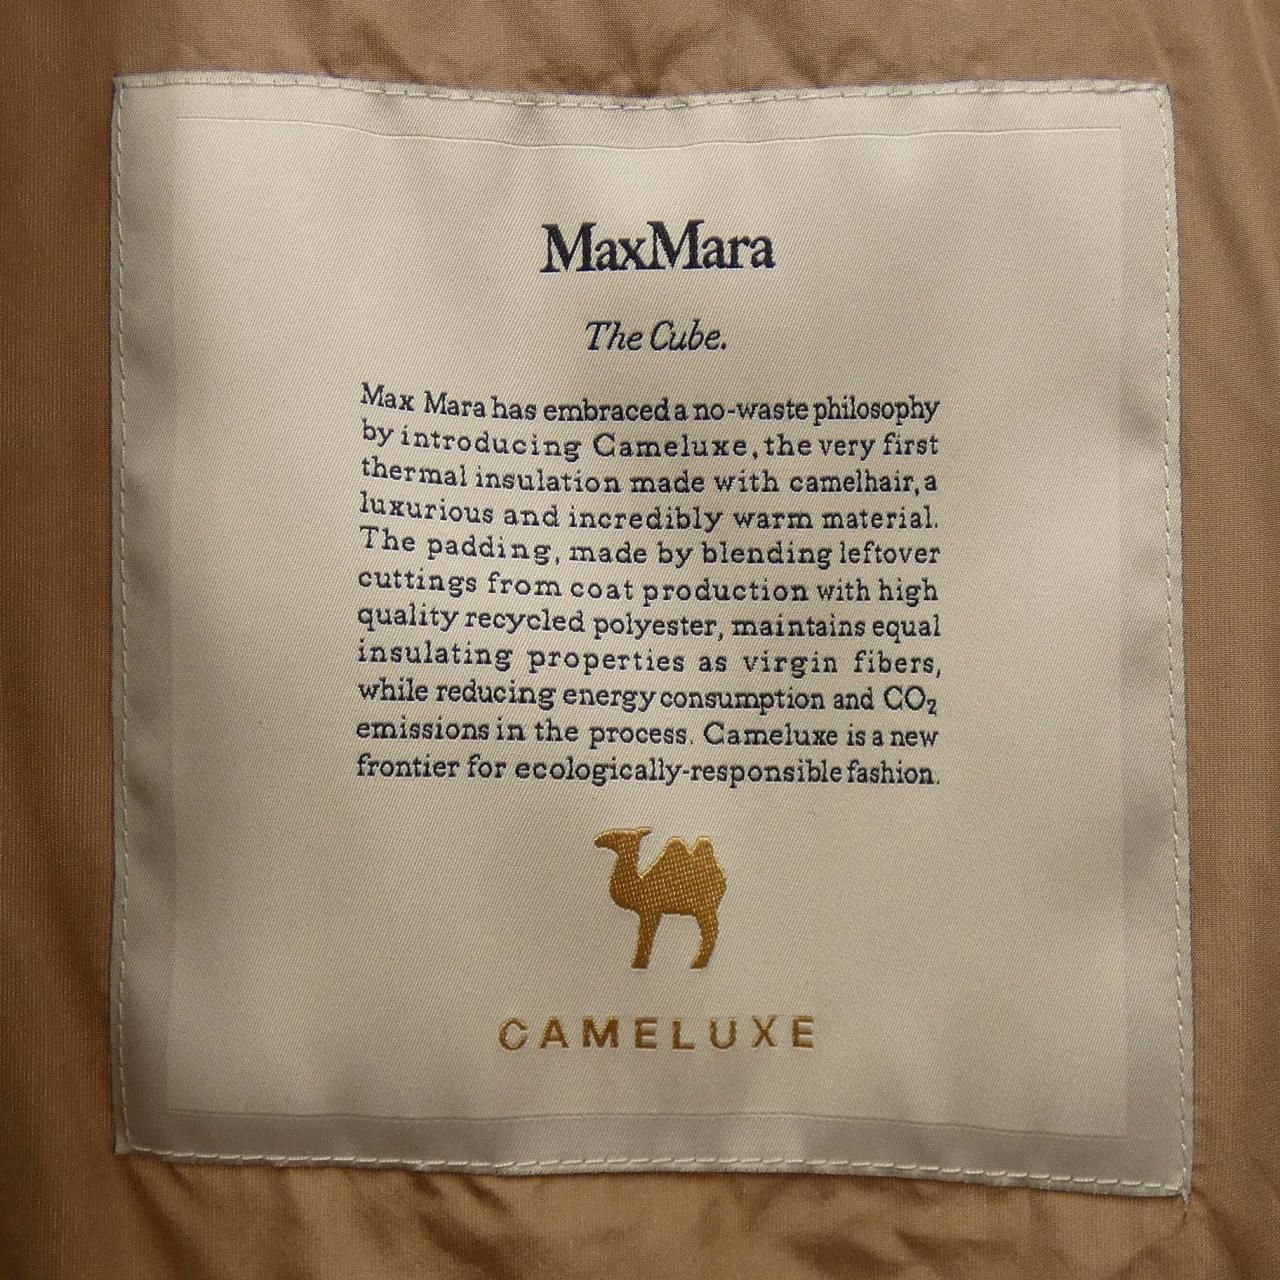 MaxMara
The Cube.
Max Mara has embraced a no-waste philosophy
by introducing Cameluxe, the very first
thermal insulation made with camelhair, a
luxurious and incredibly warm material.
The padding, made by blending leftover
cuttings from coat production with high
quality recycled polyester, maintains equal
insulating properties as virgin fibers,
while reducing energy consumption and CO₂
emissions in the process. Cameluxe is a new
frontier for ecologically-responsible fashion.
CAMELUXE